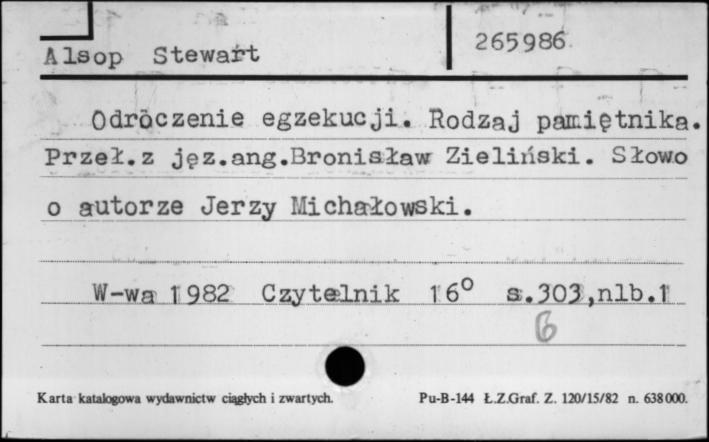 Alsop Stewart 265986
Odroczenie egzekucji. Rodzaj pamiętnika.
Przeł.z jęz.ang.Bronisław Zieliński. Słowo
o autorze Jerzy Michałowski.
W-wa 1982 Czytelnik 16° s.303,nlb.1
6
Karta katalogowa wydawnictw ciągłych i zwartych. Pu-B-144 Ł.Z.Graf. Z. 120/15/82 n. 638000.